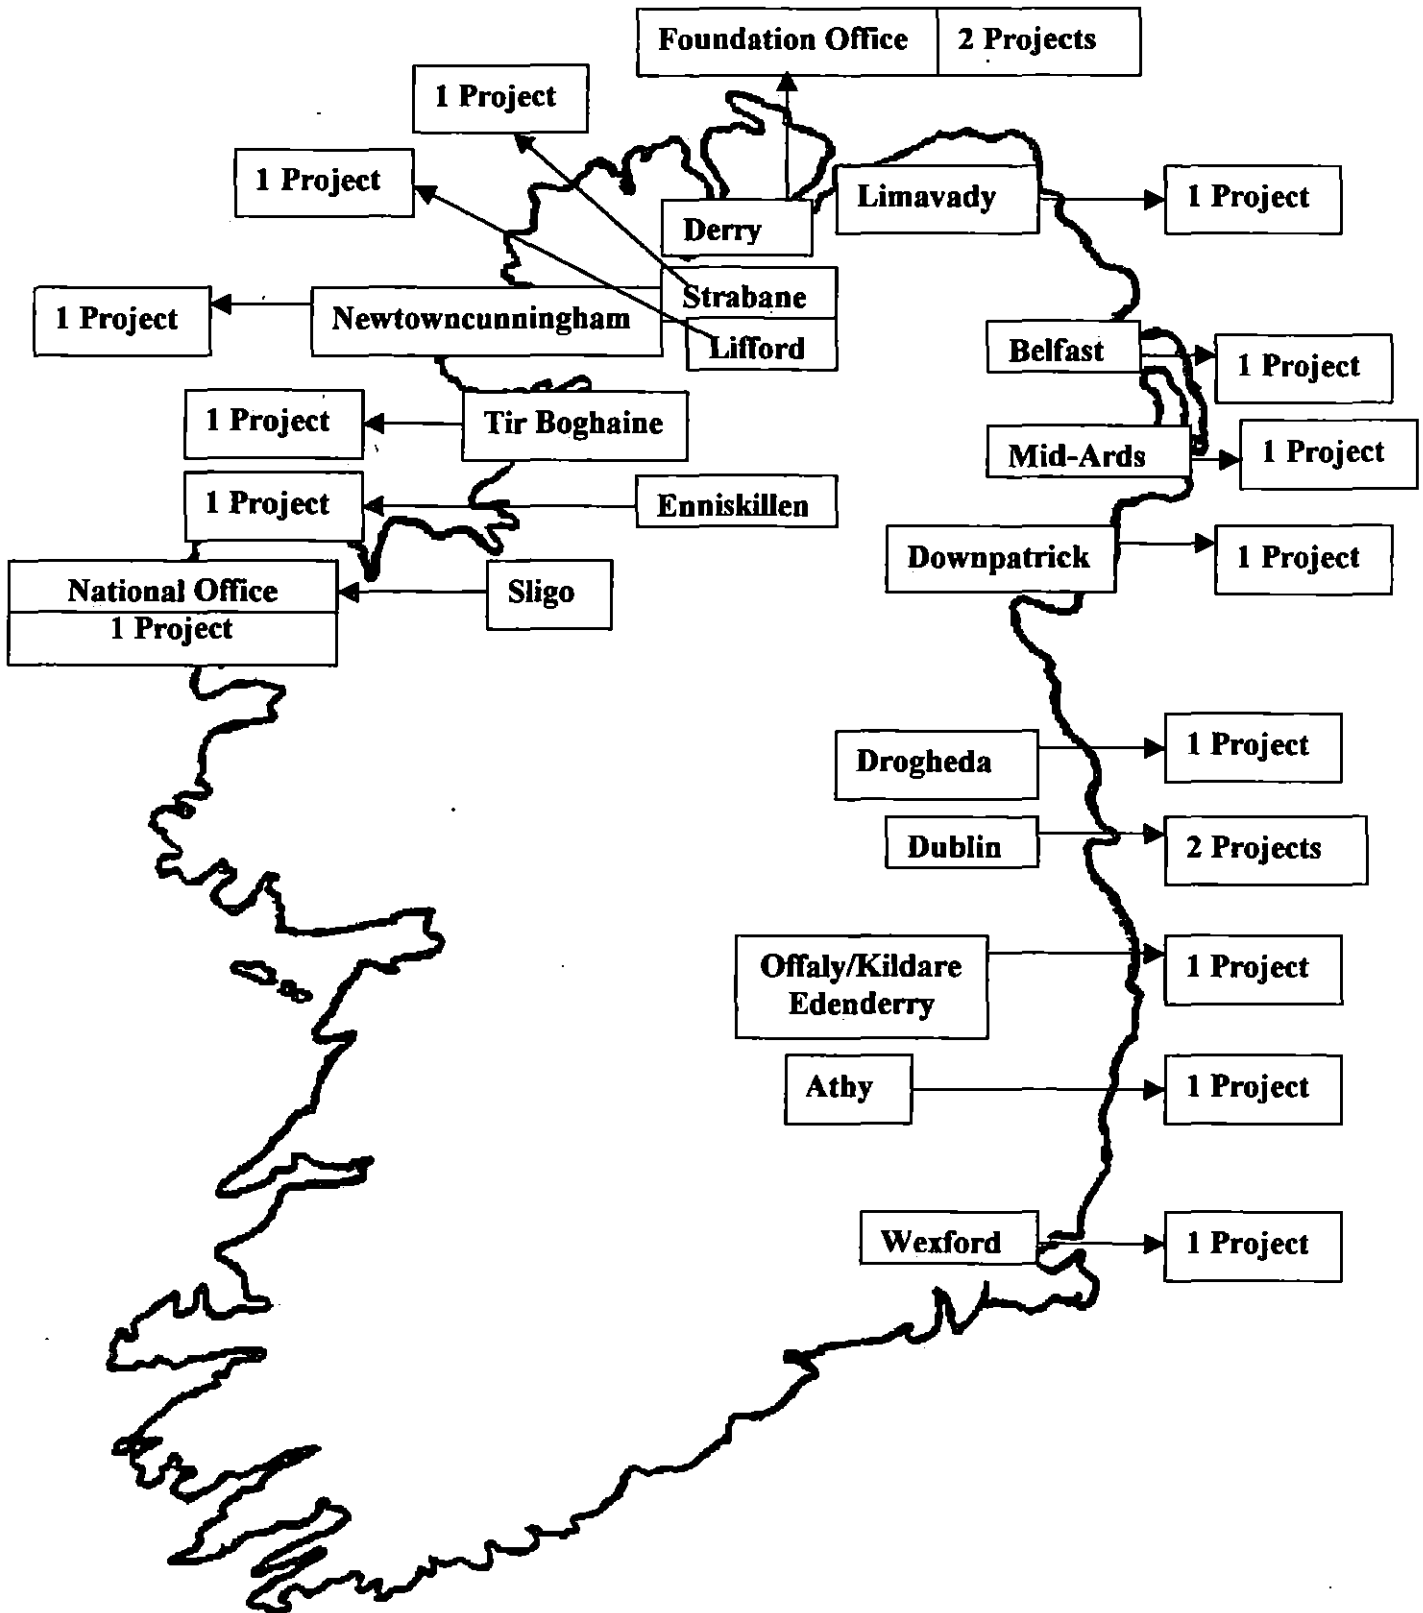 Foundation Office 2 Projects
1 Project
1 Project
Derry
Limavady 1 Project
Strabane
1 Project Newtowncunningham
Lifford
Belfast 1 Project
1 Project Tir Boghaine
Mid-Ards 1 Project
1 Project Enniskillen
Downpatrick 1 Project
National Office Sligo
1 Project
Drogheda 1 Project
Dublin 2 Projects
Offaly/Kildare 1 Project
Edenderry
Athy 1 Project
Wexford 1 Project